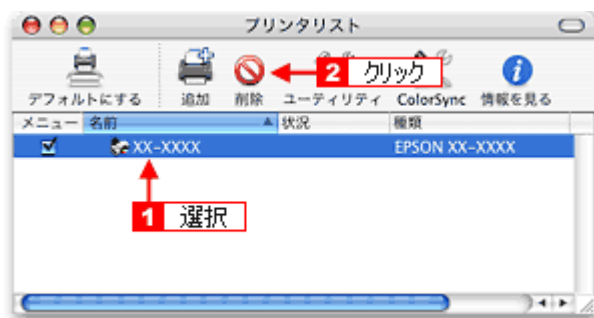 プリンタリスト
2 クリック
デフォルトにする 追加 削除 ユーティリティ ColorSync 情報を見る
メニュー 名前 状況 種類
XX-XXXX EPSON XX-XXXX
1 選択